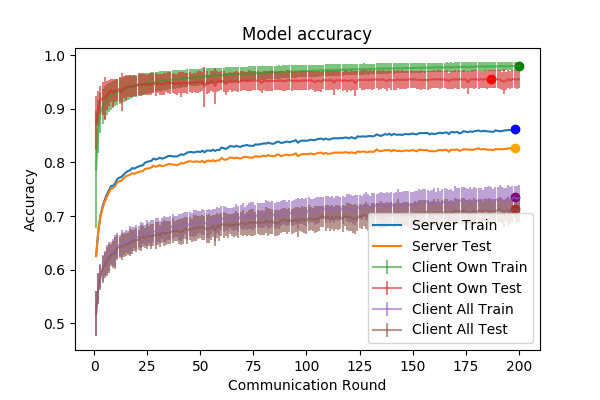 Model accuracy
Accuracy
1.0
0.9
0.8
0.7
0.6
0.5
Server Train
Server Test
Client Own Train
Client Own Test
Client All Train
Client All Test
0 25 50 75 100 125 150 175 200
Communication Round